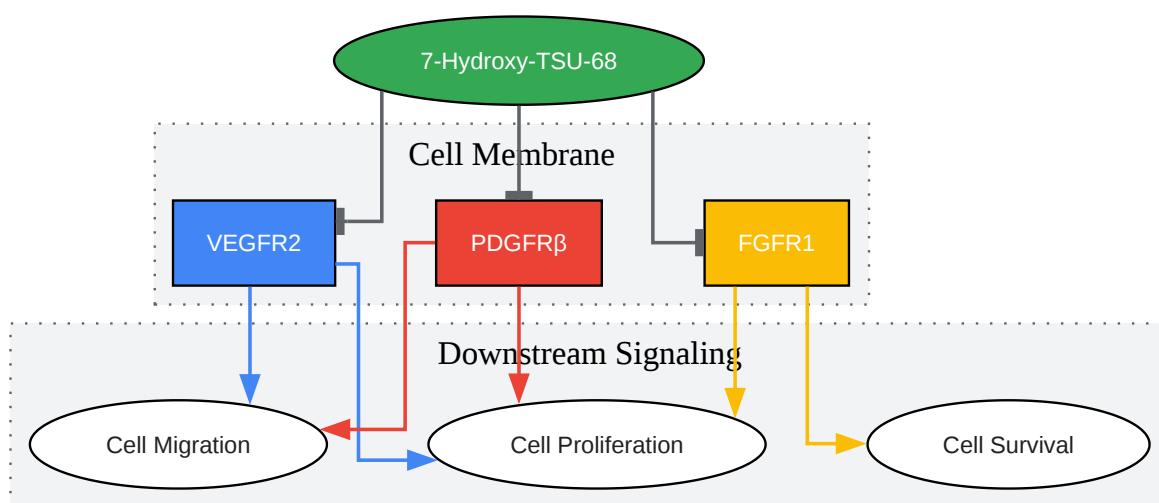 7-Hydroxy-TSU-68
Cell Membrane
VEGFR2
PDGFRβ
FGFR1
Downstream Signaling
Cell Migration
Cell Proliferation
Cell Survival